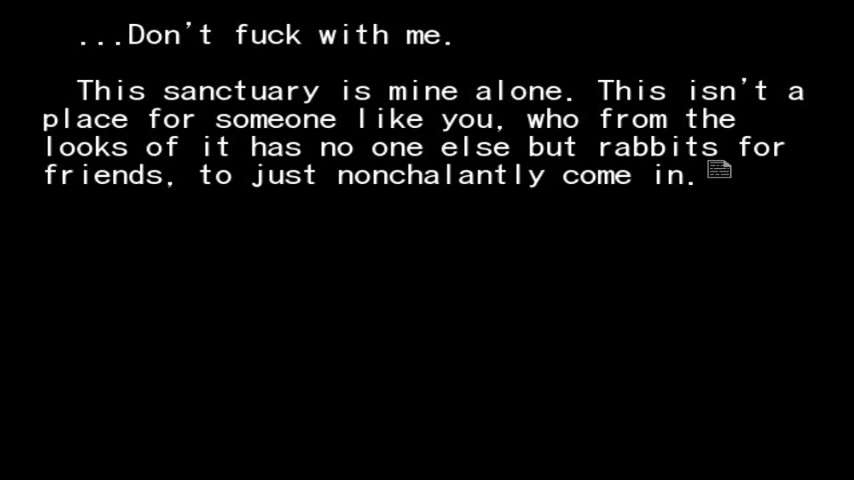 ...Don't fuck with me.
This sanctuary is mine alone. This isn't a
place for someone like you, who from the
looks of it has no one else but rabbits for
friends, to just nonchalantly come in.